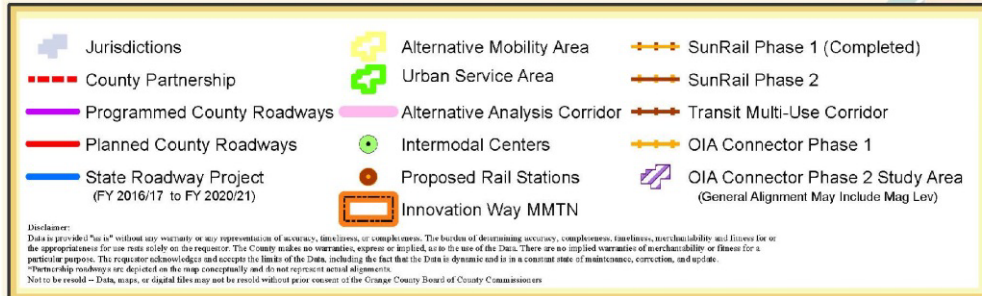 Jurisdictions
County Partnership
Programmed County Roadways
Planned County Roadways
State Roadway Project
(FY 2016/17 to FY 2020/21)
Alternative Mobility Area
Urban Service Area
Alternative Analysis Corridor
Intermodal Centers
Proposed Rail Stations
Innovation Way MMTN
SunRail Phase 1 (Completed)
SunRail Phase 2
Transit Multi-Use Corridor
OIA Connector Phase 1
OIA Connector Phase 2 Study Area
(General Alignment May Include Mag Lev)
Disclaimer:
Data is provided "as is" without any warranty or any representation of accuracy, timeliness, or completeness. The burden of determining accuracy, completeness, timeliness, merchantability and fitness for or
the appropriateness for use rests solely on the requestor. The County makes no warranties, express or implied, as to the use of the Data. There are no implied warranties of merchantability or fitness for a
particular purpose. The requestor acknowledges and accepts the limits of the Data, including the fact that the Data is dynamic and is in a constant state of maintenance, correction, and update.
*Partnership roadways are depicted on the map conceptually and do not represent actual alignments.
Not to be resold -- Data, maps, or digital files may not be resold without prior consent of the Orange County Board of County Commissioners